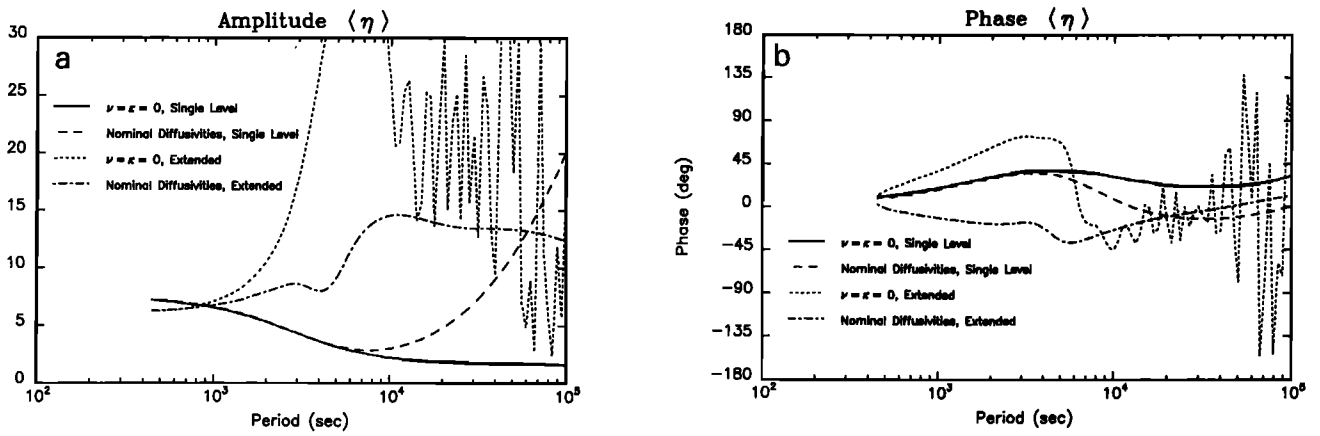 Amplitude ⟨η⟩
30
25
20
15
10
5
0
a
ν = κ = 0, Single Level
Nominal Diffusivities, Single Level
ν = κ = 0, Extended
Nominal Diffusivities, Extended
10² 10³ 10⁴ 10⁵
Period (sec)
Phase ⟨η⟩
180
135
90
45
0
−45
−90
−135
−180
Phase (deg)
b
ν = κ = 0, Single Level
Nominal Diffusivities, Single Level
ν = κ = 0, Extended
Nominal Diffusivities, Extended
10² 10³ 10⁴ 10⁵
Period (sec)